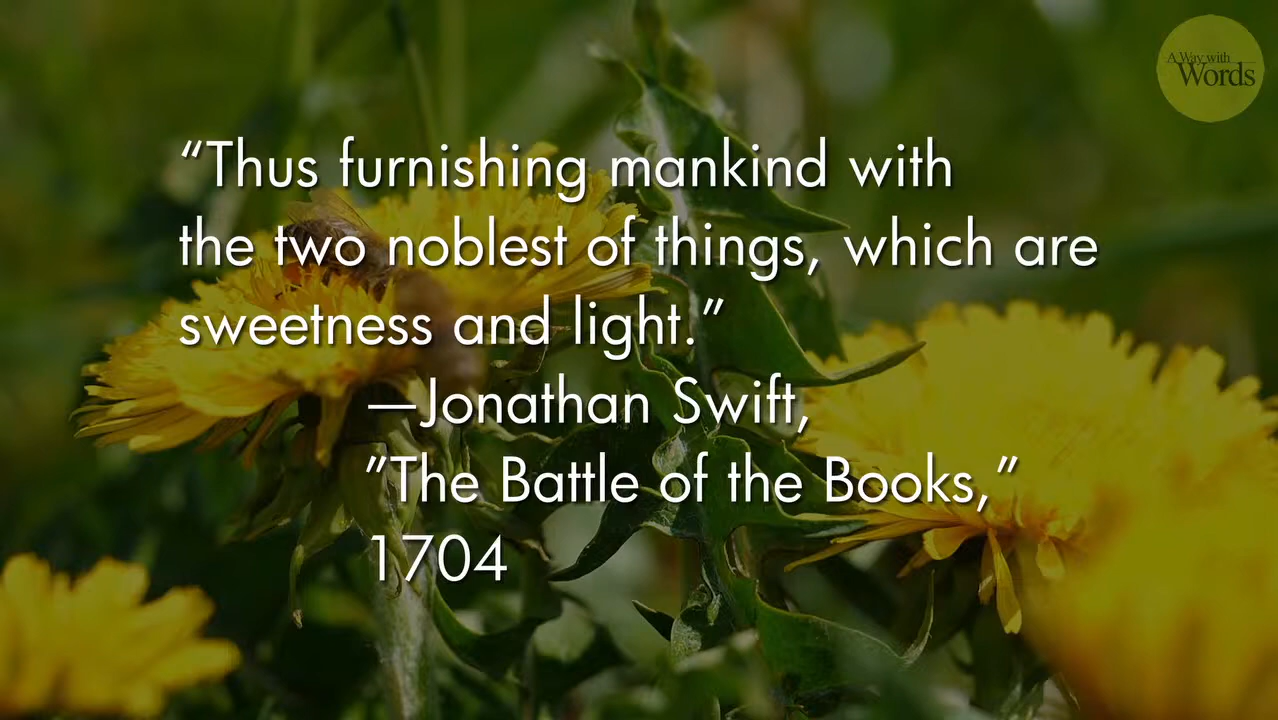 A Way with
Words
“Thus furnishing mankind with
the two noblest of things, which are
sweetness and light.”
—Jonathan Swift,
”The Battle of the Books,”
1704